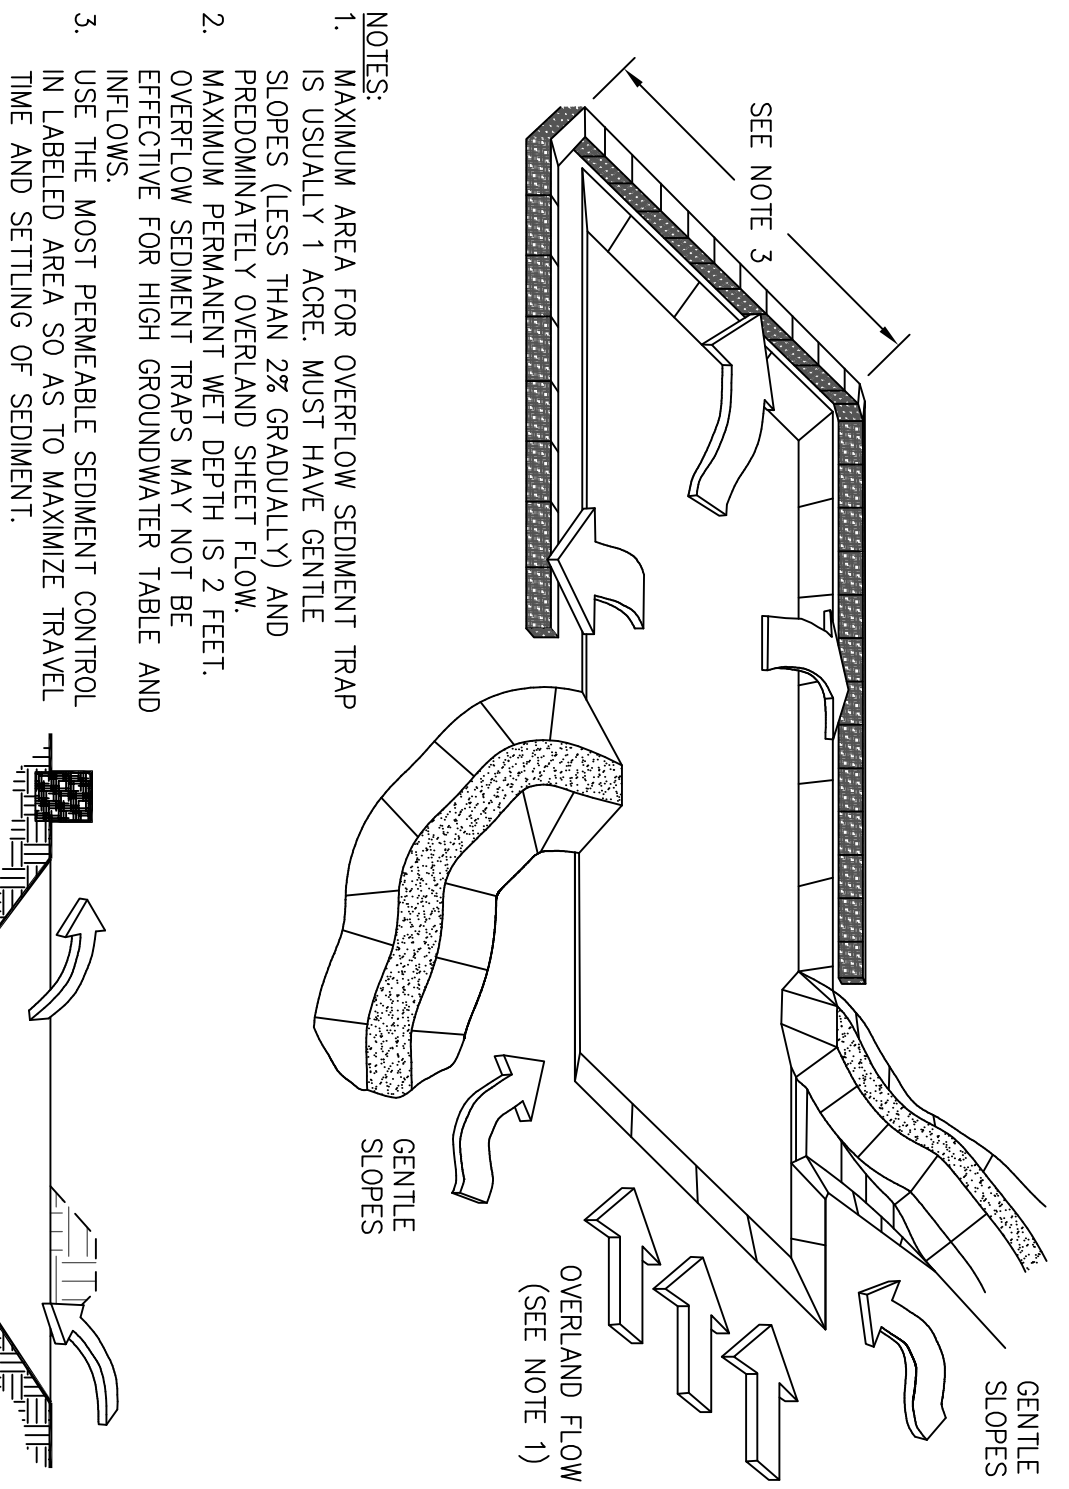 GENTLE
SLOPES
SEE NOTE 3
OVERLAND FLOW
(SEE NOTE 1)
GENTLE
SLOPES
NOTES:
1. MAXIMUM AREA FOR OVERFLOW SEDIMENT TRAP
IS USUALLY 1 ACRE. MUST HAVE GENTLE
SLOPES (LESS THAN 2% GRADUALLY) AND
PREDOMINATELY OVERLAND SHEET FLOW.
2. MAXIMUM PERMANENT WET DEPTH IS 2 FEET.
OVERFLOW SEDIMENT TRAPS MAY NOT BE
EFFECTIVE FOR HIGH GROUNDWATER TABLE AND
INFLOWS.
3. USE THE MOST PERMEABLE SEDIMENT CONTROL
IN LABELED AREA SO AS TO MAXIMIZE TRAVEL
TIME AND SETTLING OF SEDIMENT.